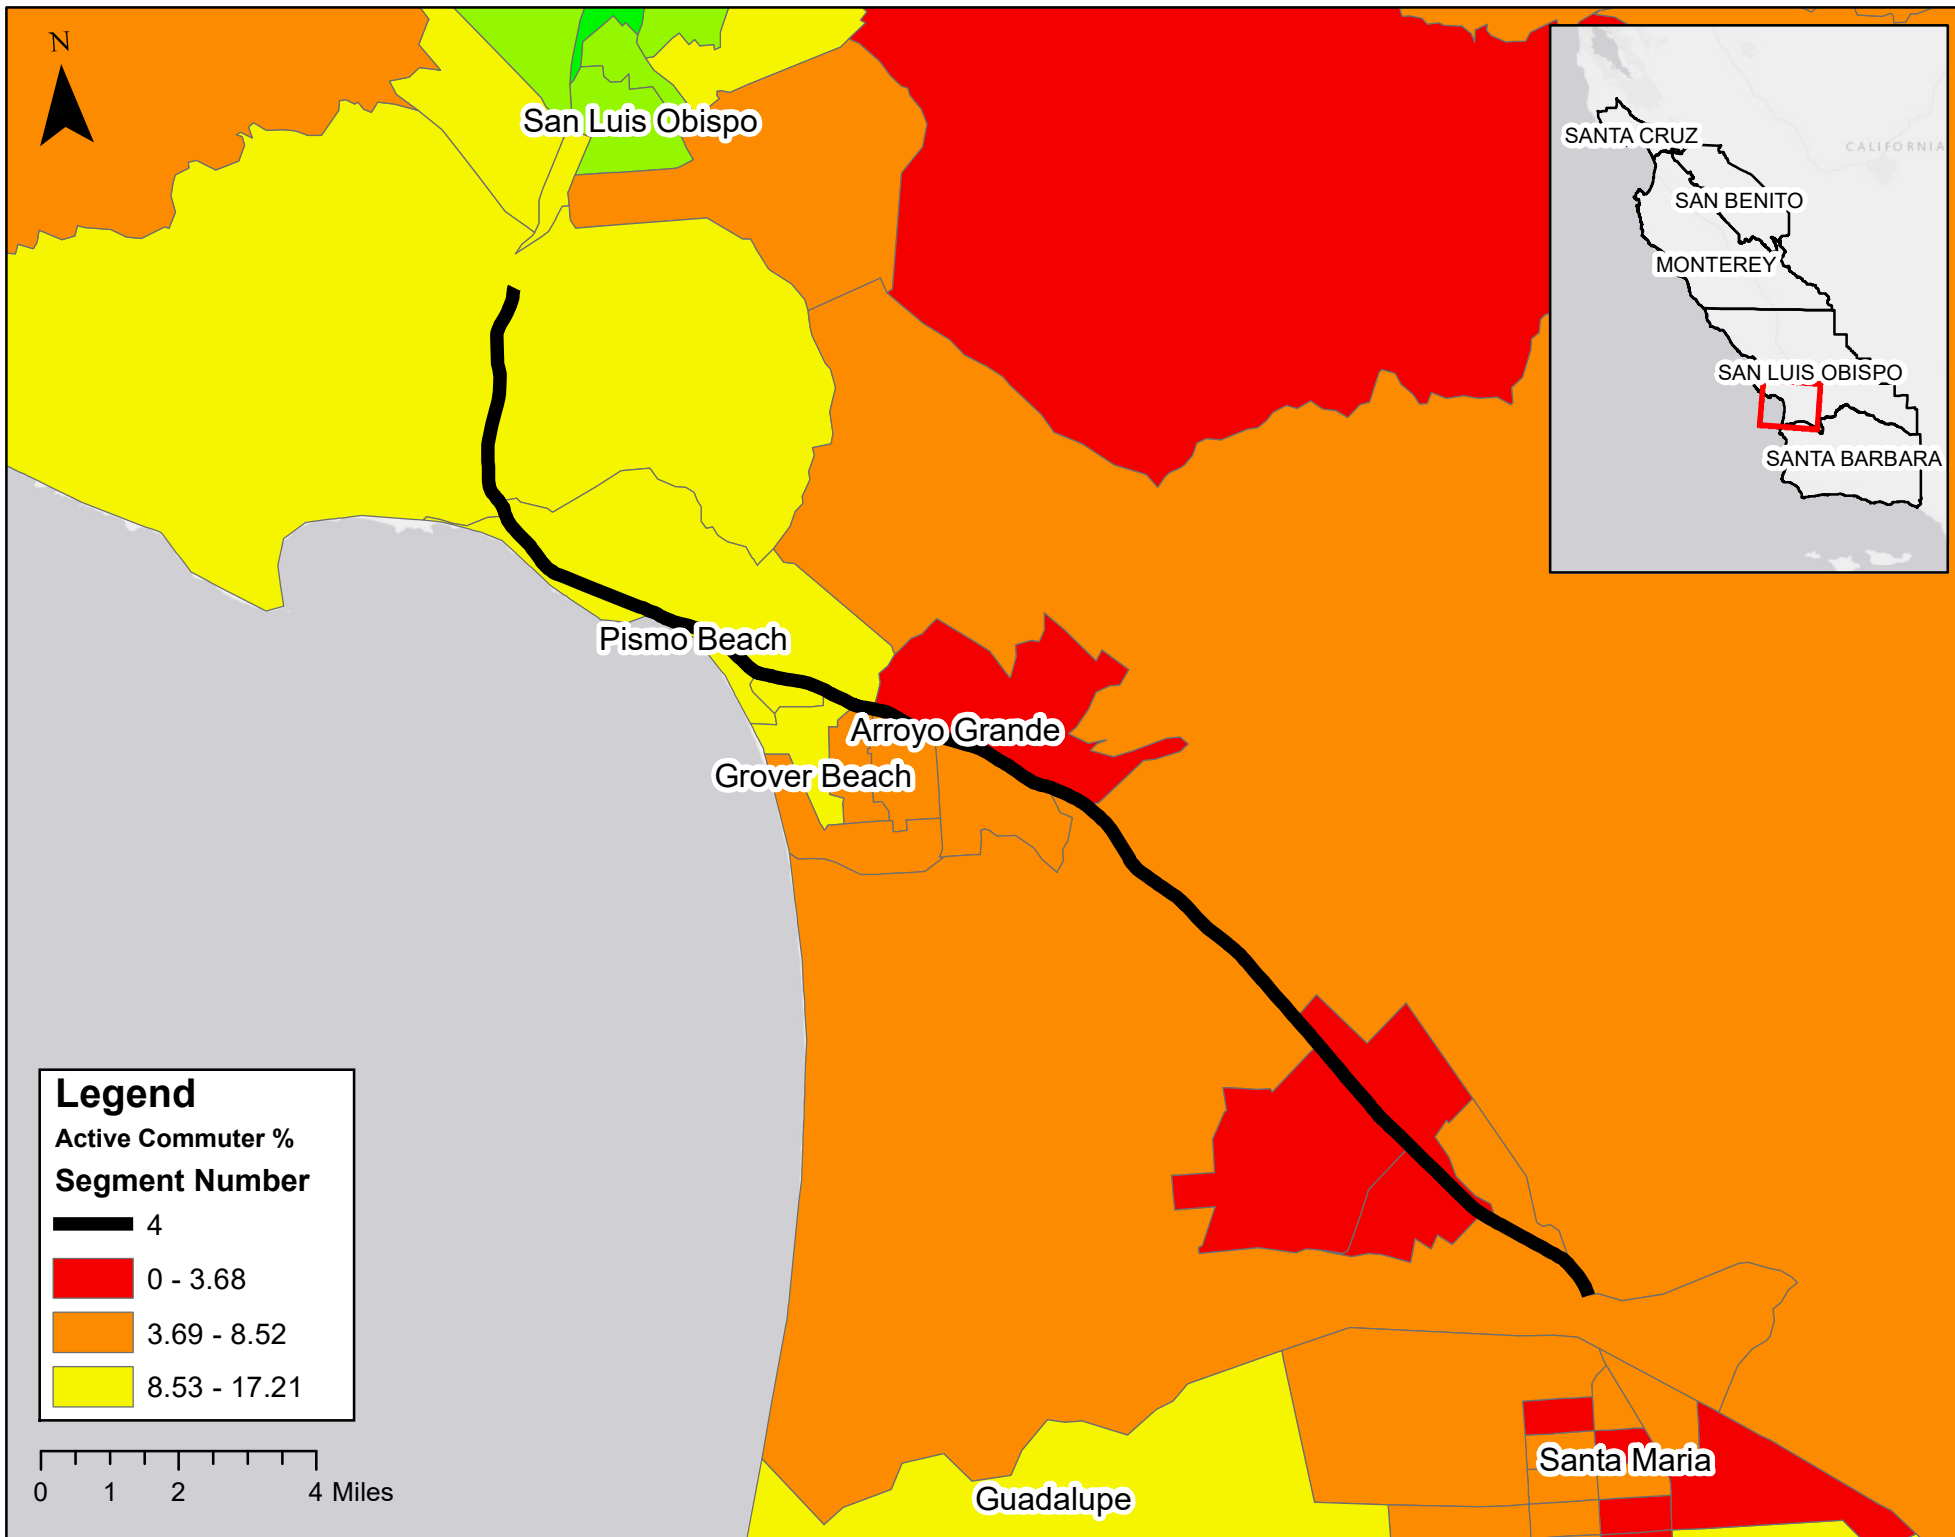 N
San Luis Obispo
Pismo Beach
Arroyo Grande
Grover Beach
Guadalupe
Santa Maria
SANTA CRUZ
CALIFORNIA
SAN BENITO
MONTEREY
SAN LUIS OBISPO
SANTA BARBARA
Legend
Active Commuter %
Segment Number
4
0 - 3.68
3.69 - 8.52
8.53 - 17.21
0 1 2 4 Miles